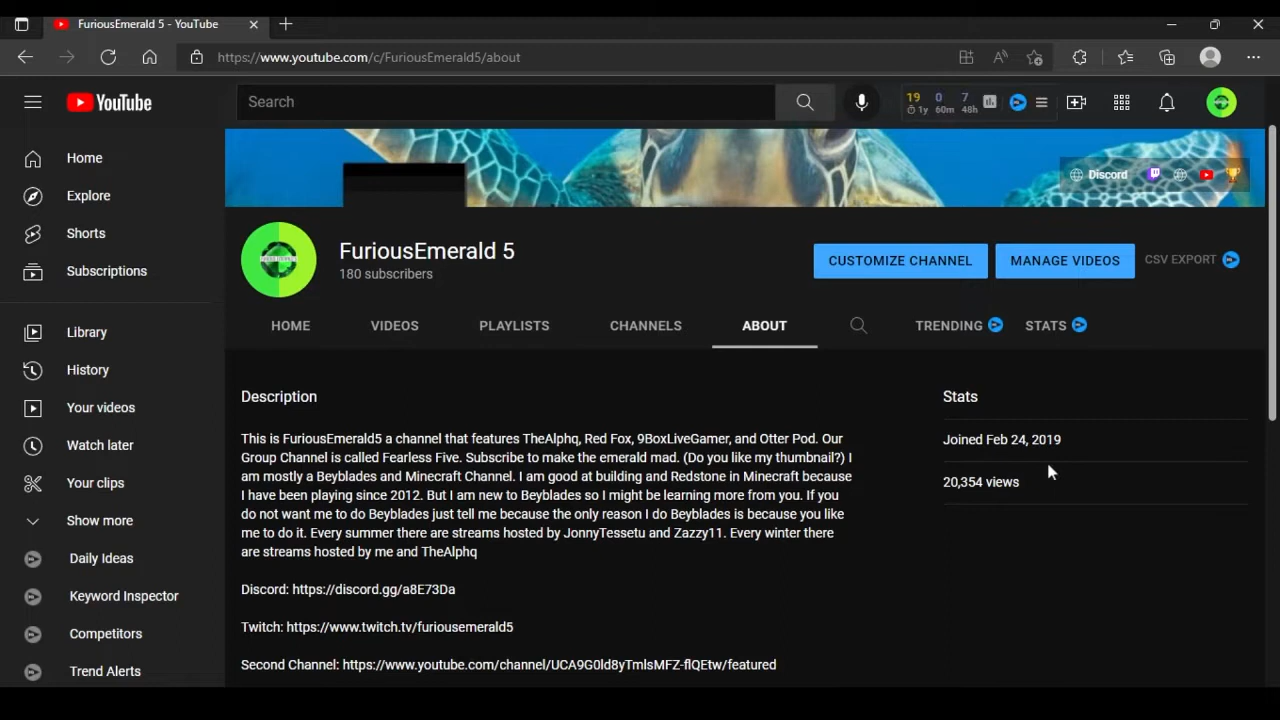 FuriousEmerald 5 - YouTube
https://www.youtube.com/c/FuriousEmerald5/about
YouTube
Search
19 0 7
1y 60m 48h
Home
Explore
Shorts
Subscriptions
Library
History
Your videos
Watch later
Your clips
Show more
Daily Ideas
Keyword Inspector
Competitors
Trend Alerts
Discord
FuriousEmerald 5
180 subscribers
CUSTOMIZE CHANNEL
MANAGE VIDEOS
CSV EXPORT
HOME
VIDEOS
PLAYLISTS
CHANNELS
ABOUT
TRENDING
STATS
Description
This is FuriousEmerald5 a channel that features TheAlphq, Red Fox, 9BoxLiveGamer, and Otter Pod. Our
Group Channel is called Fearless Five. Subscribe to make the emerald mad. (Do you like my thumbnail?) I
am mostly a Beyblades and Minecraft Channel. I am good at building and Redstone in Minecraft because
I have been playing since 2012. But I am new to Beyblades so I might be learning more from you. If you
do not want me to do Beyblades just tell me because the only reason I do Beyblades is because you like
me to do it. Every summer there are streams hosted by JonnyTessetu and Zazzy11. Every winter there
are streams hosted by me and TheAlphq
Discord: https://discord.gg/a8E73Da
Twitch: https://www.twitch.tv/furiousemerald5
Second Channel: https://www.youtube.com/channel/UCA9G0ld8yTmlsMFZ-flQEtw/featured
Stats
Joined Feb 24, 2019
20,354 views